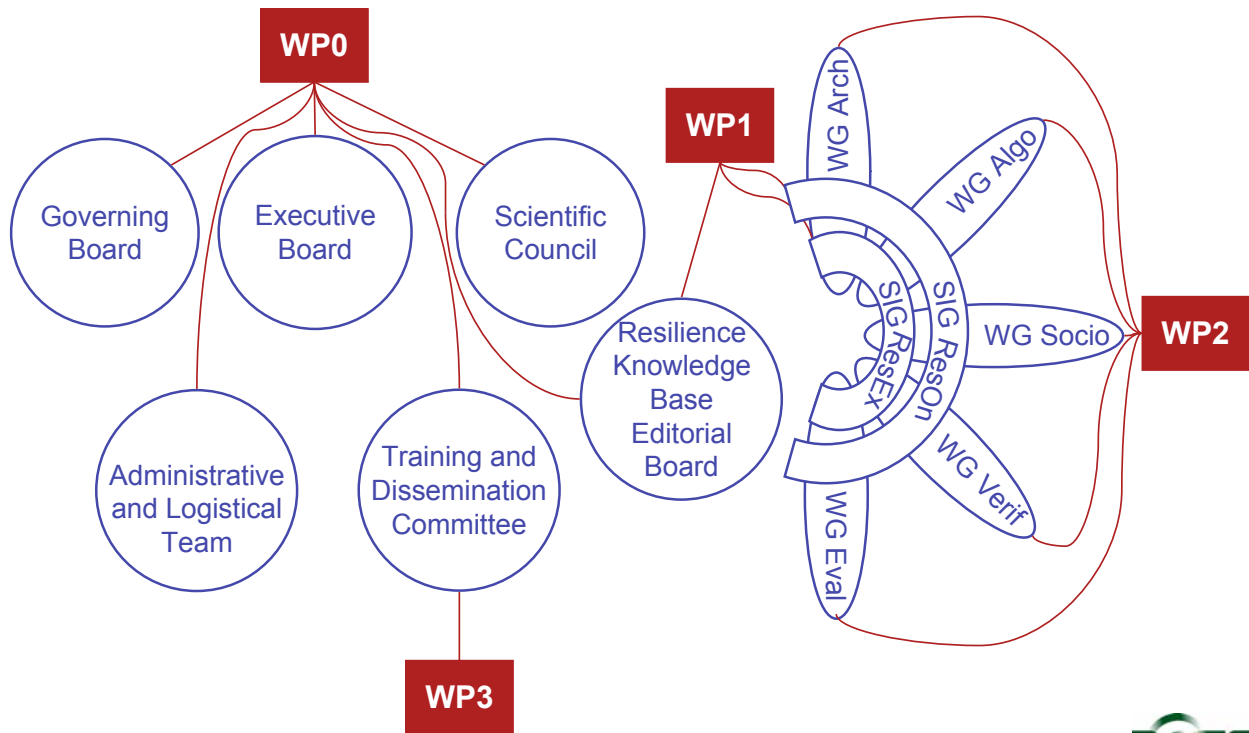 WP0
WP1
Governing
Board
Executive
Board
Scientific
Council
Administrative
and Logistical
Team
Training and
Dissemination
Committee
Resilience
Knowledge
Base
Editorial
Board
WG Arch
WG Algo
WG Socio
WG Verif
WG Eval
SIG ResOn
SIG ResEx
WP2
WP3